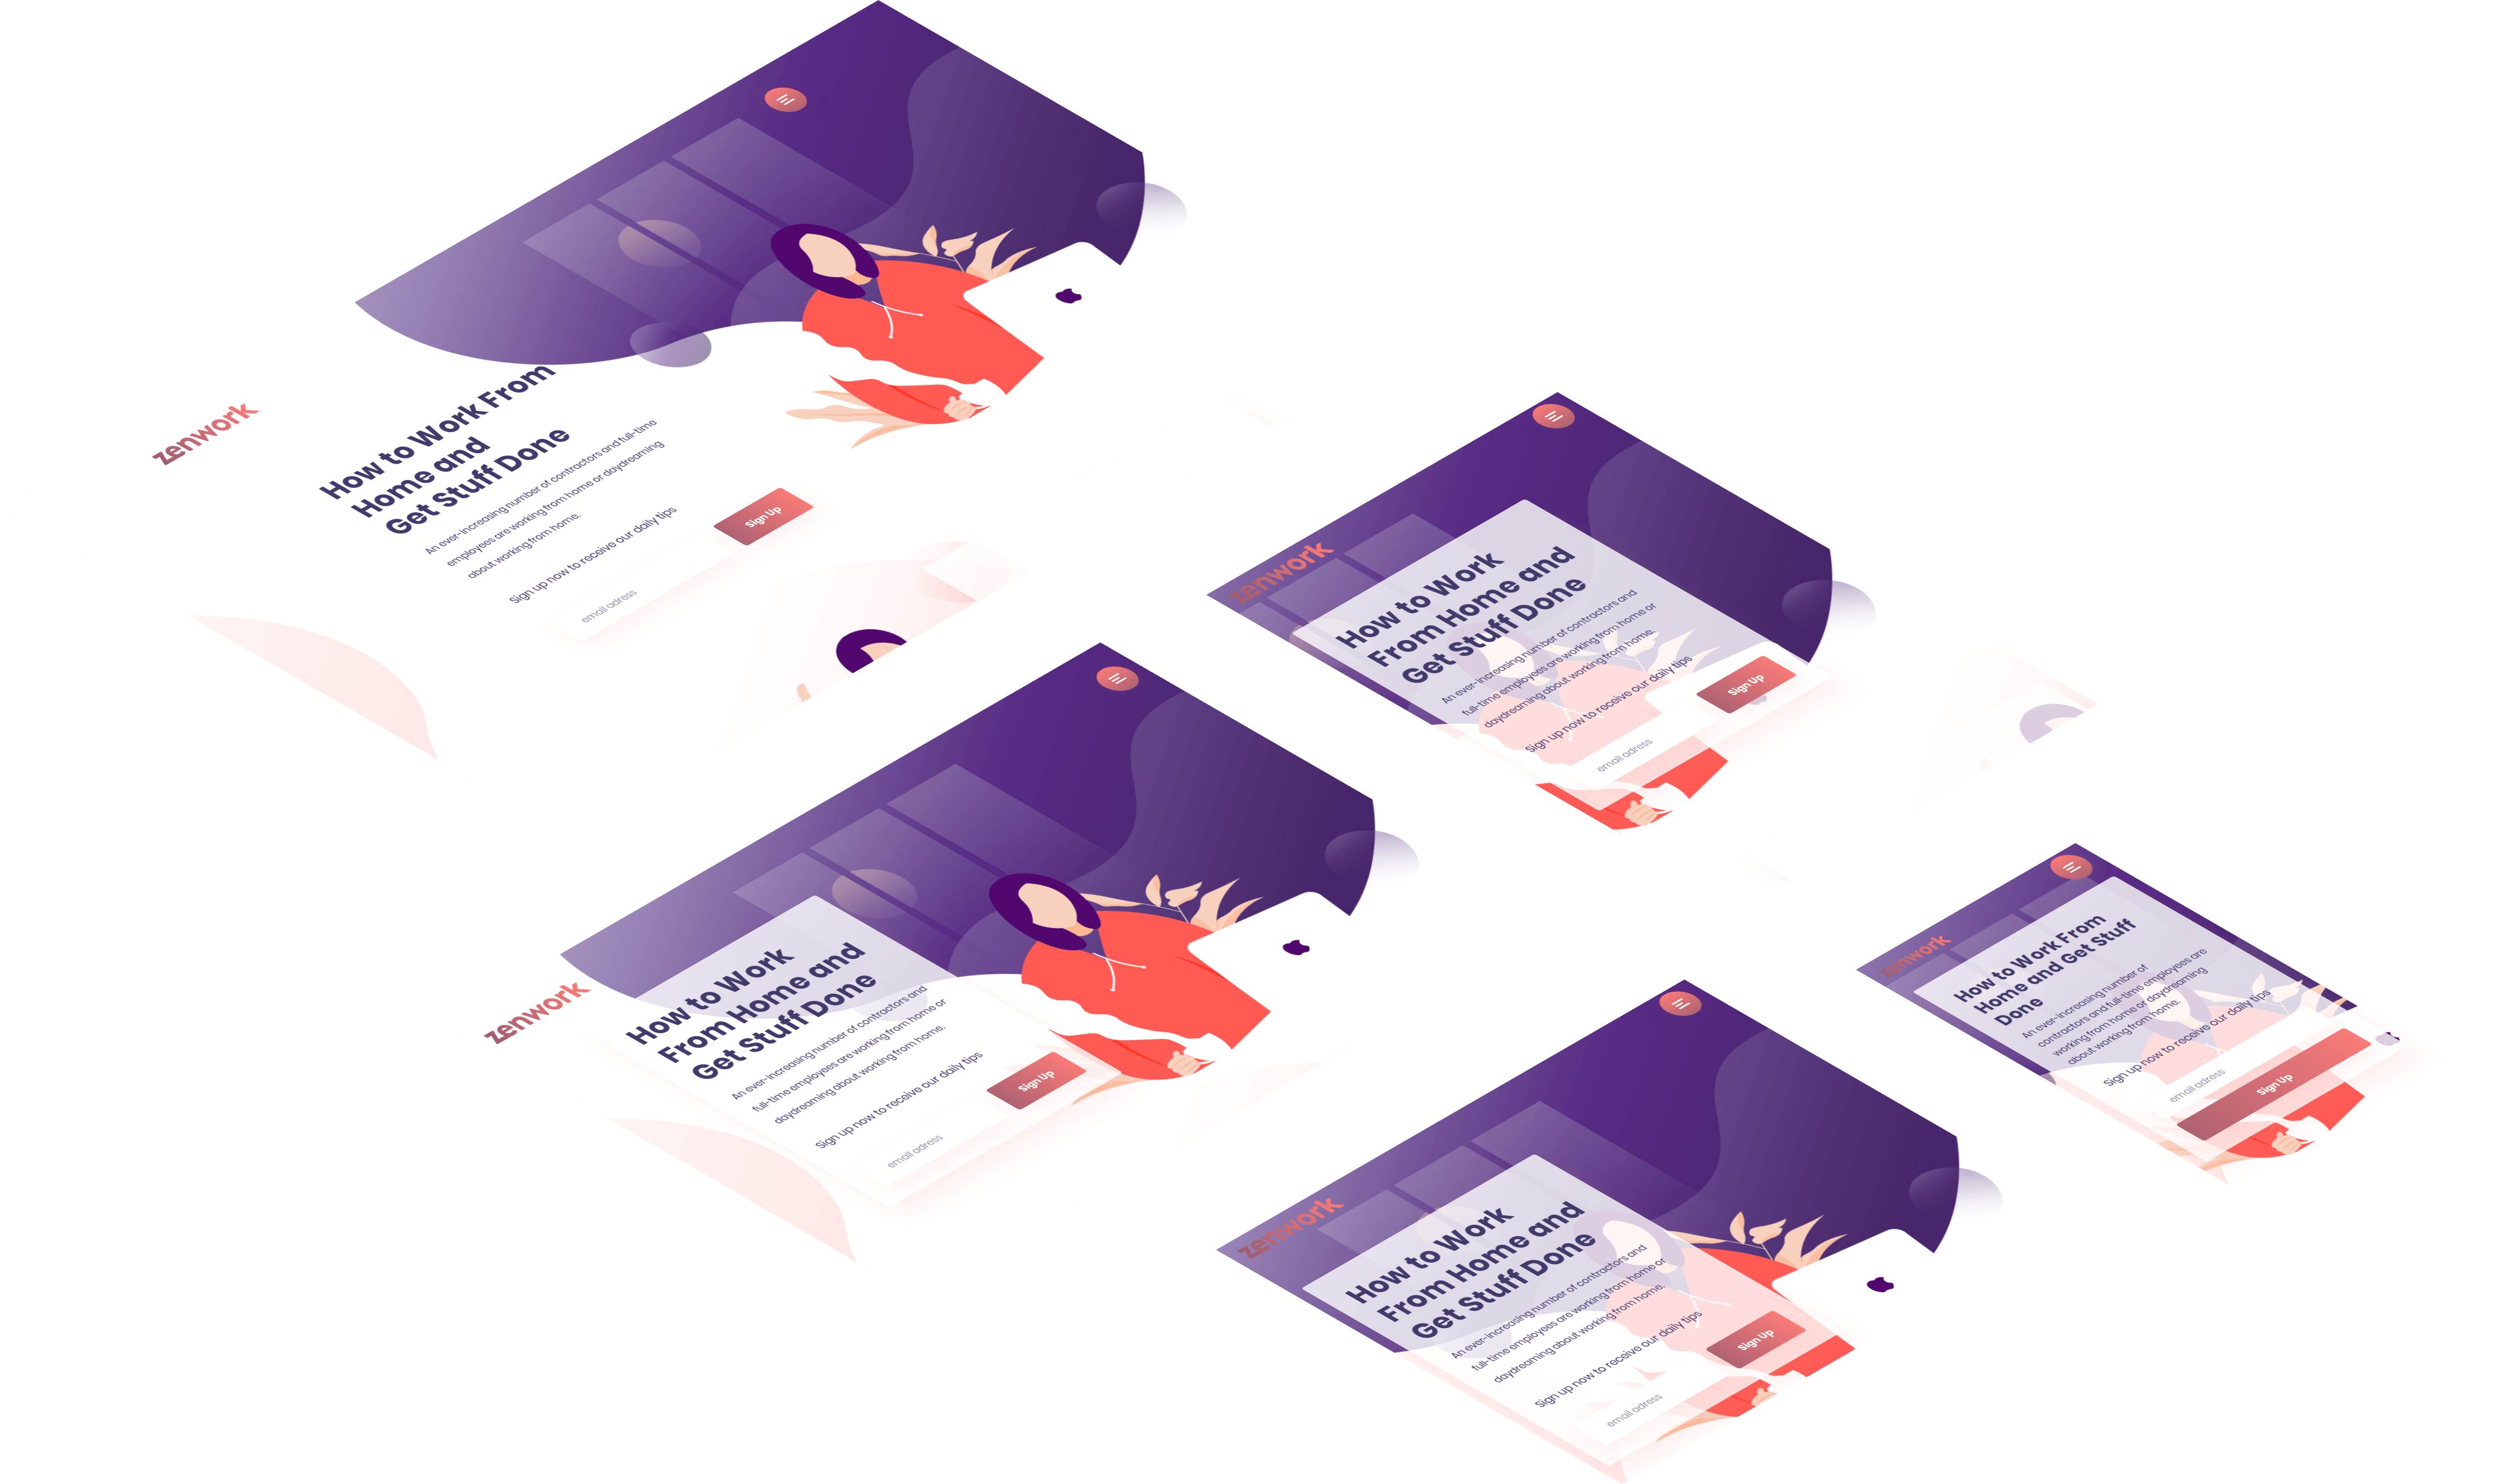 zenwork
How to Work From
Home and
Get Stuff Done
An ever-increasing number of contractors and full-time
employees are working from home or daydreaming
about working from home.
Sign up now to receive our daily tips
email adress
Sign Up
zenwork
How to Work
From Home and
Get Stuff Done
An ever-increasing number of contractors and
full-time employees are working from home or
daydreaming about working from home.
Sign up now to receive our daily tips
email adress
Sign Up
zenwork
How to Work
From Home and
Get Stuff Done
An ever-increasing number of contractors and
full-time employees are working from home or
daydreaming about working from home.
Sign up now to receive our daily tips
email adress
Sign Up
zenwork
How to Work
From Home and
Get Stuff Done
An ever-increasing number of contractors and
full-time employees are working from home or
daydreaming about working from home.
Sign up now to receive our daily tips
email adress
Sign Up
zenwork
How to Work From
Home and Get Stuff
Done
An ever-increasing number of
contractors and full-time employees are
working from home or daydreaming
about working from home.
Sign up now to receive our daily tips
email adress
Sign Up